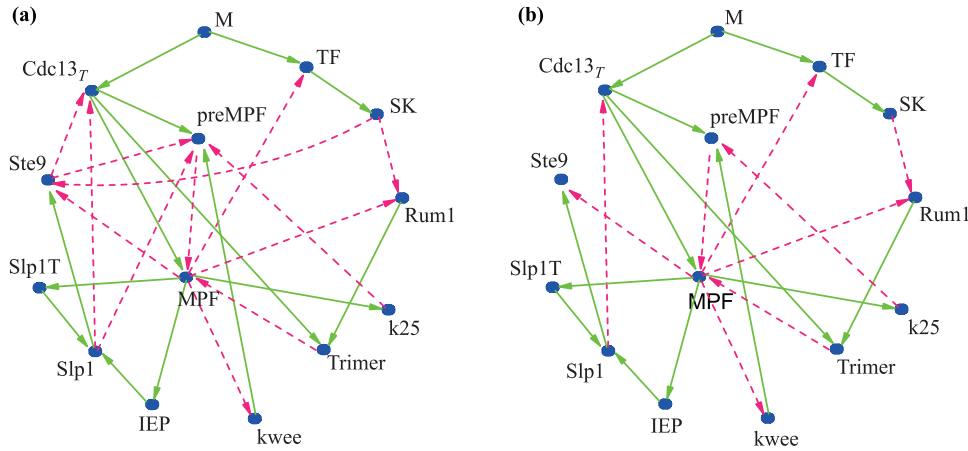 (a)
M
TF
Cdc13T
preMPF
SK
Ste9
Rum1
Slp1T
MPF
k25
Slp1
Trimer
IEP
kwee
(b)
M
TF
Cdc13T
preMPF
SK
Ste9
Rum1
Slp1T
MPF
k25
Slp1
Trimer
IEP
kwee